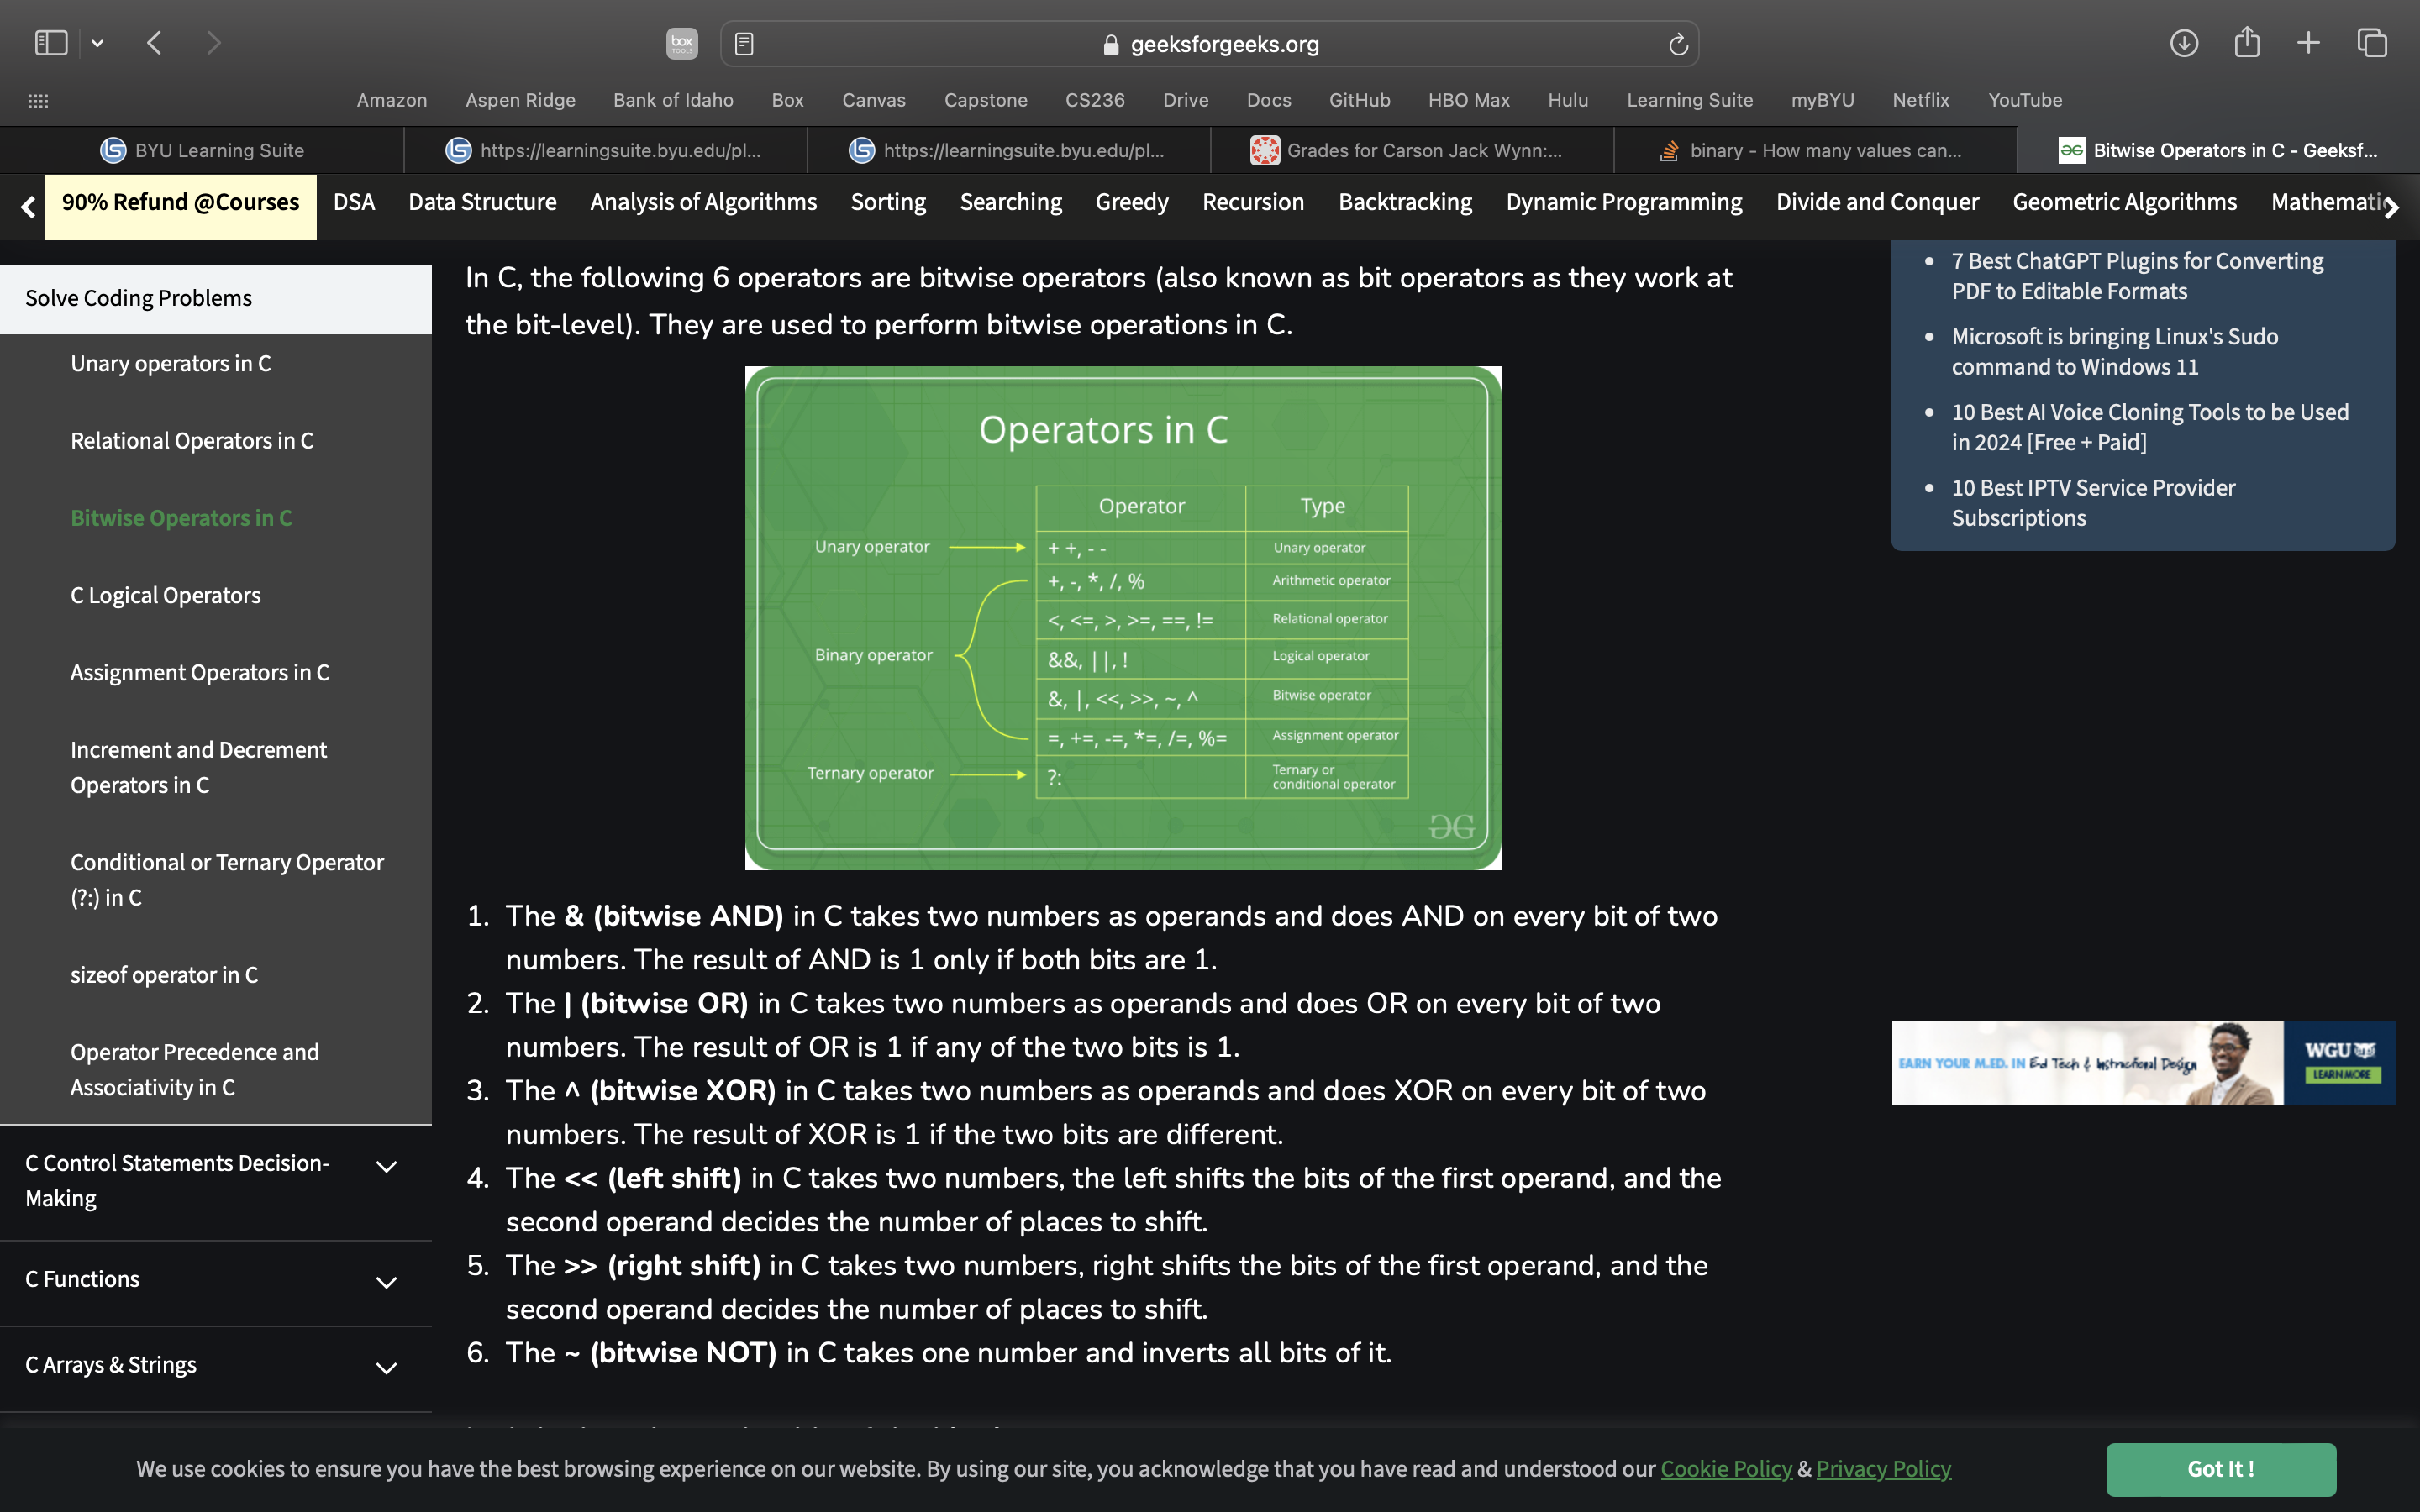 box
TOOLS
geeksforgeeks.org
Amazon
Aspen Ridge
Bank of Idaho
Box
Canvas
Capstone
CS236
Drive
Docs
GitHub
HBO Max
Hulu
Learning Suite
myBYU
Netflix
YouTube
BYU Learning Suite
https://learningsuite.byu.edu/pl...
https://learningsuite.byu.edu/pl...
Grades for Carson Jack Wynn:...
binary - How many values can...
Bitwise Operators in C - Geeksf...
90% Refund @Courses
DSA
Data Structure
Analysis of Algorithms
Sorting
Searching
Greedy
Recursion
Backtracking
Dynamic Programming
Divide and Conquer
Geometric Algorithms
Mathematic
Solve Coding Problems
Unary operators in C
Relational Operators in C
Bitwise Operators in C
C Logical Operators
Assignment Operators in C
Increment and Decrement
Operators in C
Conditional or Ternary Operator
(?:) in C
sizeof operator in C
Operator Precedence and
Associativity in C
C Control Statements Decision-
Making
C Functions
C Arrays & Strings
In C, the following 6 operators are bitwise operators (also known as bit operators as they work at
the bit-level). They are used to perform bitwise operations in C.
Operators in C
Operator Type
Unary operator + +, - - Unary operator
+, -, *, /, % Arithmetic operator
<, <=, >, >=, ==, != Relational operator
Binary operator &&, ||, ! Logical operator
&, |, <<, >>, ~, ^ Bitwise operator
=, +=, -=, *=, /=, %= Assignment operator
Ternary operator ?: Ternary or
conditional operator
1. The & (bitwise AND) in C takes two numbers as operands and does AND on every bit of two
numbers. The result of AND is 1 only if both bits are 1.
2. The | (bitwise OR) in C takes two numbers as operands and does OR on every bit of two
numbers. The result of OR is 1 if any of the two bits is 1.
3. The ^ (bitwise XOR) in C takes two numbers as operands and does XOR on every bit of two
numbers. The result of XOR is 1 if the two bits are different.
4. The << (left shift) in C takes two numbers, the left shifts the bits of the first operand, and the
second operand decides the number of places to shift.
5. The >> (right shift) in C takes two numbers, right shifts the bits of the first operand, and the
second operand decides the number of places to shift.
6. The ~ (bitwise NOT) in C takes one number and inverts all bits of it.
• 7 Best ChatGPT Plugins for Converting
PDF to Editable Formats
• Microsoft is bringing Linux's Sudo
command to Windows 11
• 10 Best AI Voice Cloning Tools to be Used
in 2024 [Free + Paid]
• 10 Best IPTV Service Provider
Subscriptions
EARN YOUR M.ED. IN Ed Tech & Instructional Design
WGU
LEARN MORE
We use cookies to ensure you have the best browsing experience on our website. By using our site, you acknowledge that you have read and understood our Cookie Policy & Privacy Policy
Got It !